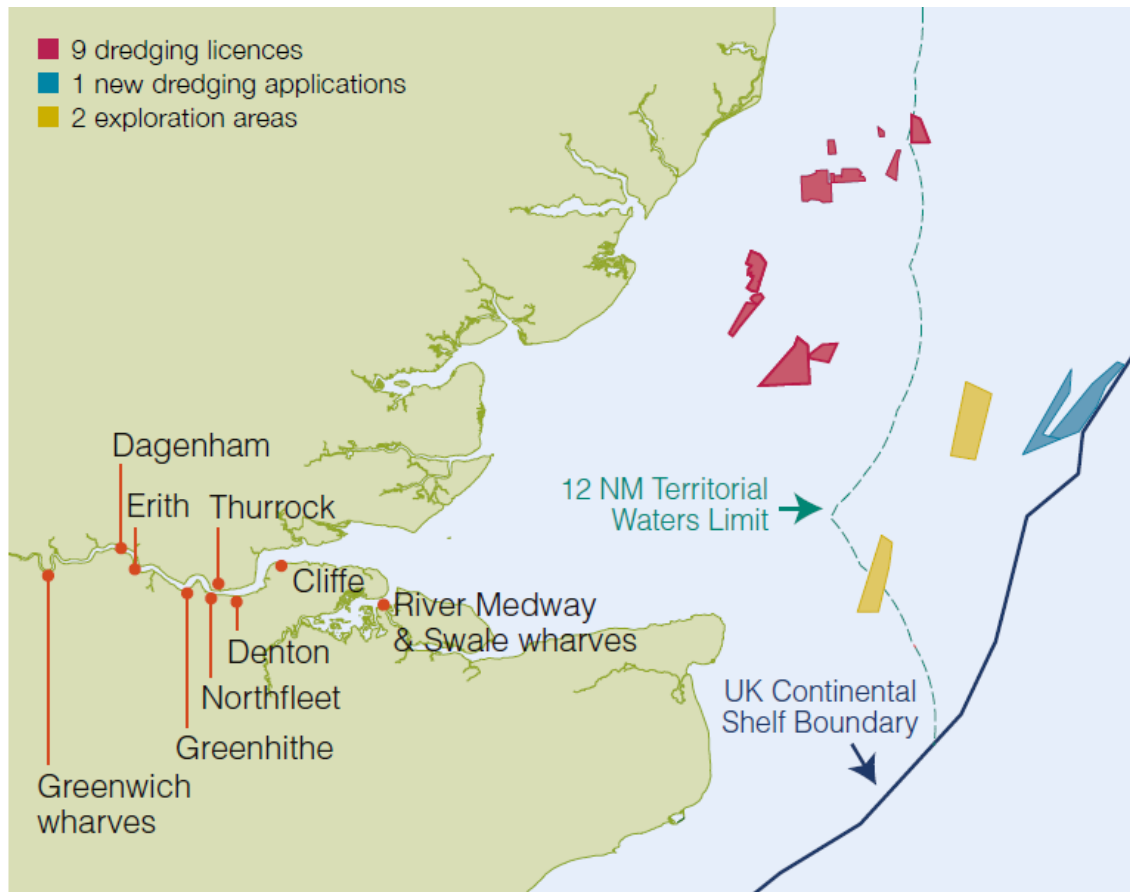 9 dredging licences
1 new dredging applications
2 exploration areas
Dagenham
Erith
Thurrock
12 NM Territorial
Waters Limit
Cliffe
River Medway
& Swale wharves
Denton
Northfleet
Greenhithe
Greenwich
wharves
UK Continental
Shelf Boundary